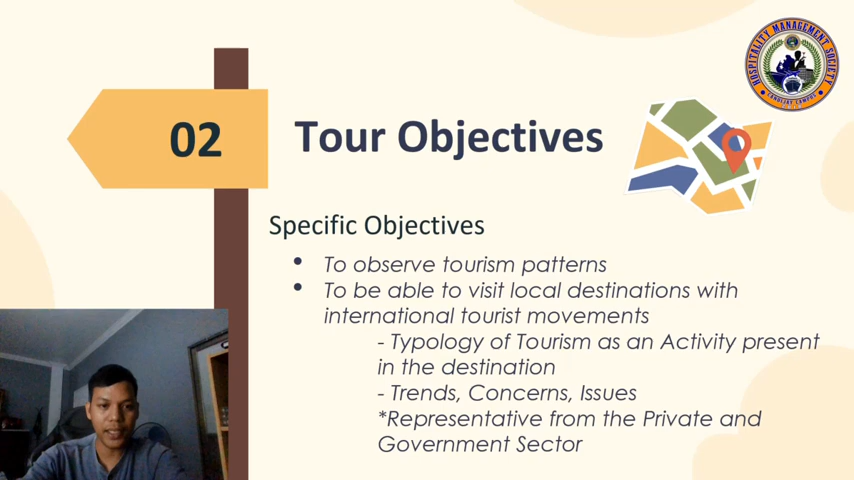 02
Tour Objectives
HOSPITALITY MANAGEMENT SOCIETY
Specific Objectives
• To observe tourism patterns
• To be able to visit local destinations with
international tourist movements
- Typology of Tourism as an Activity present
in the destination
- Trends, Concerns, Issues
*Representative from the Private and
Government Sector